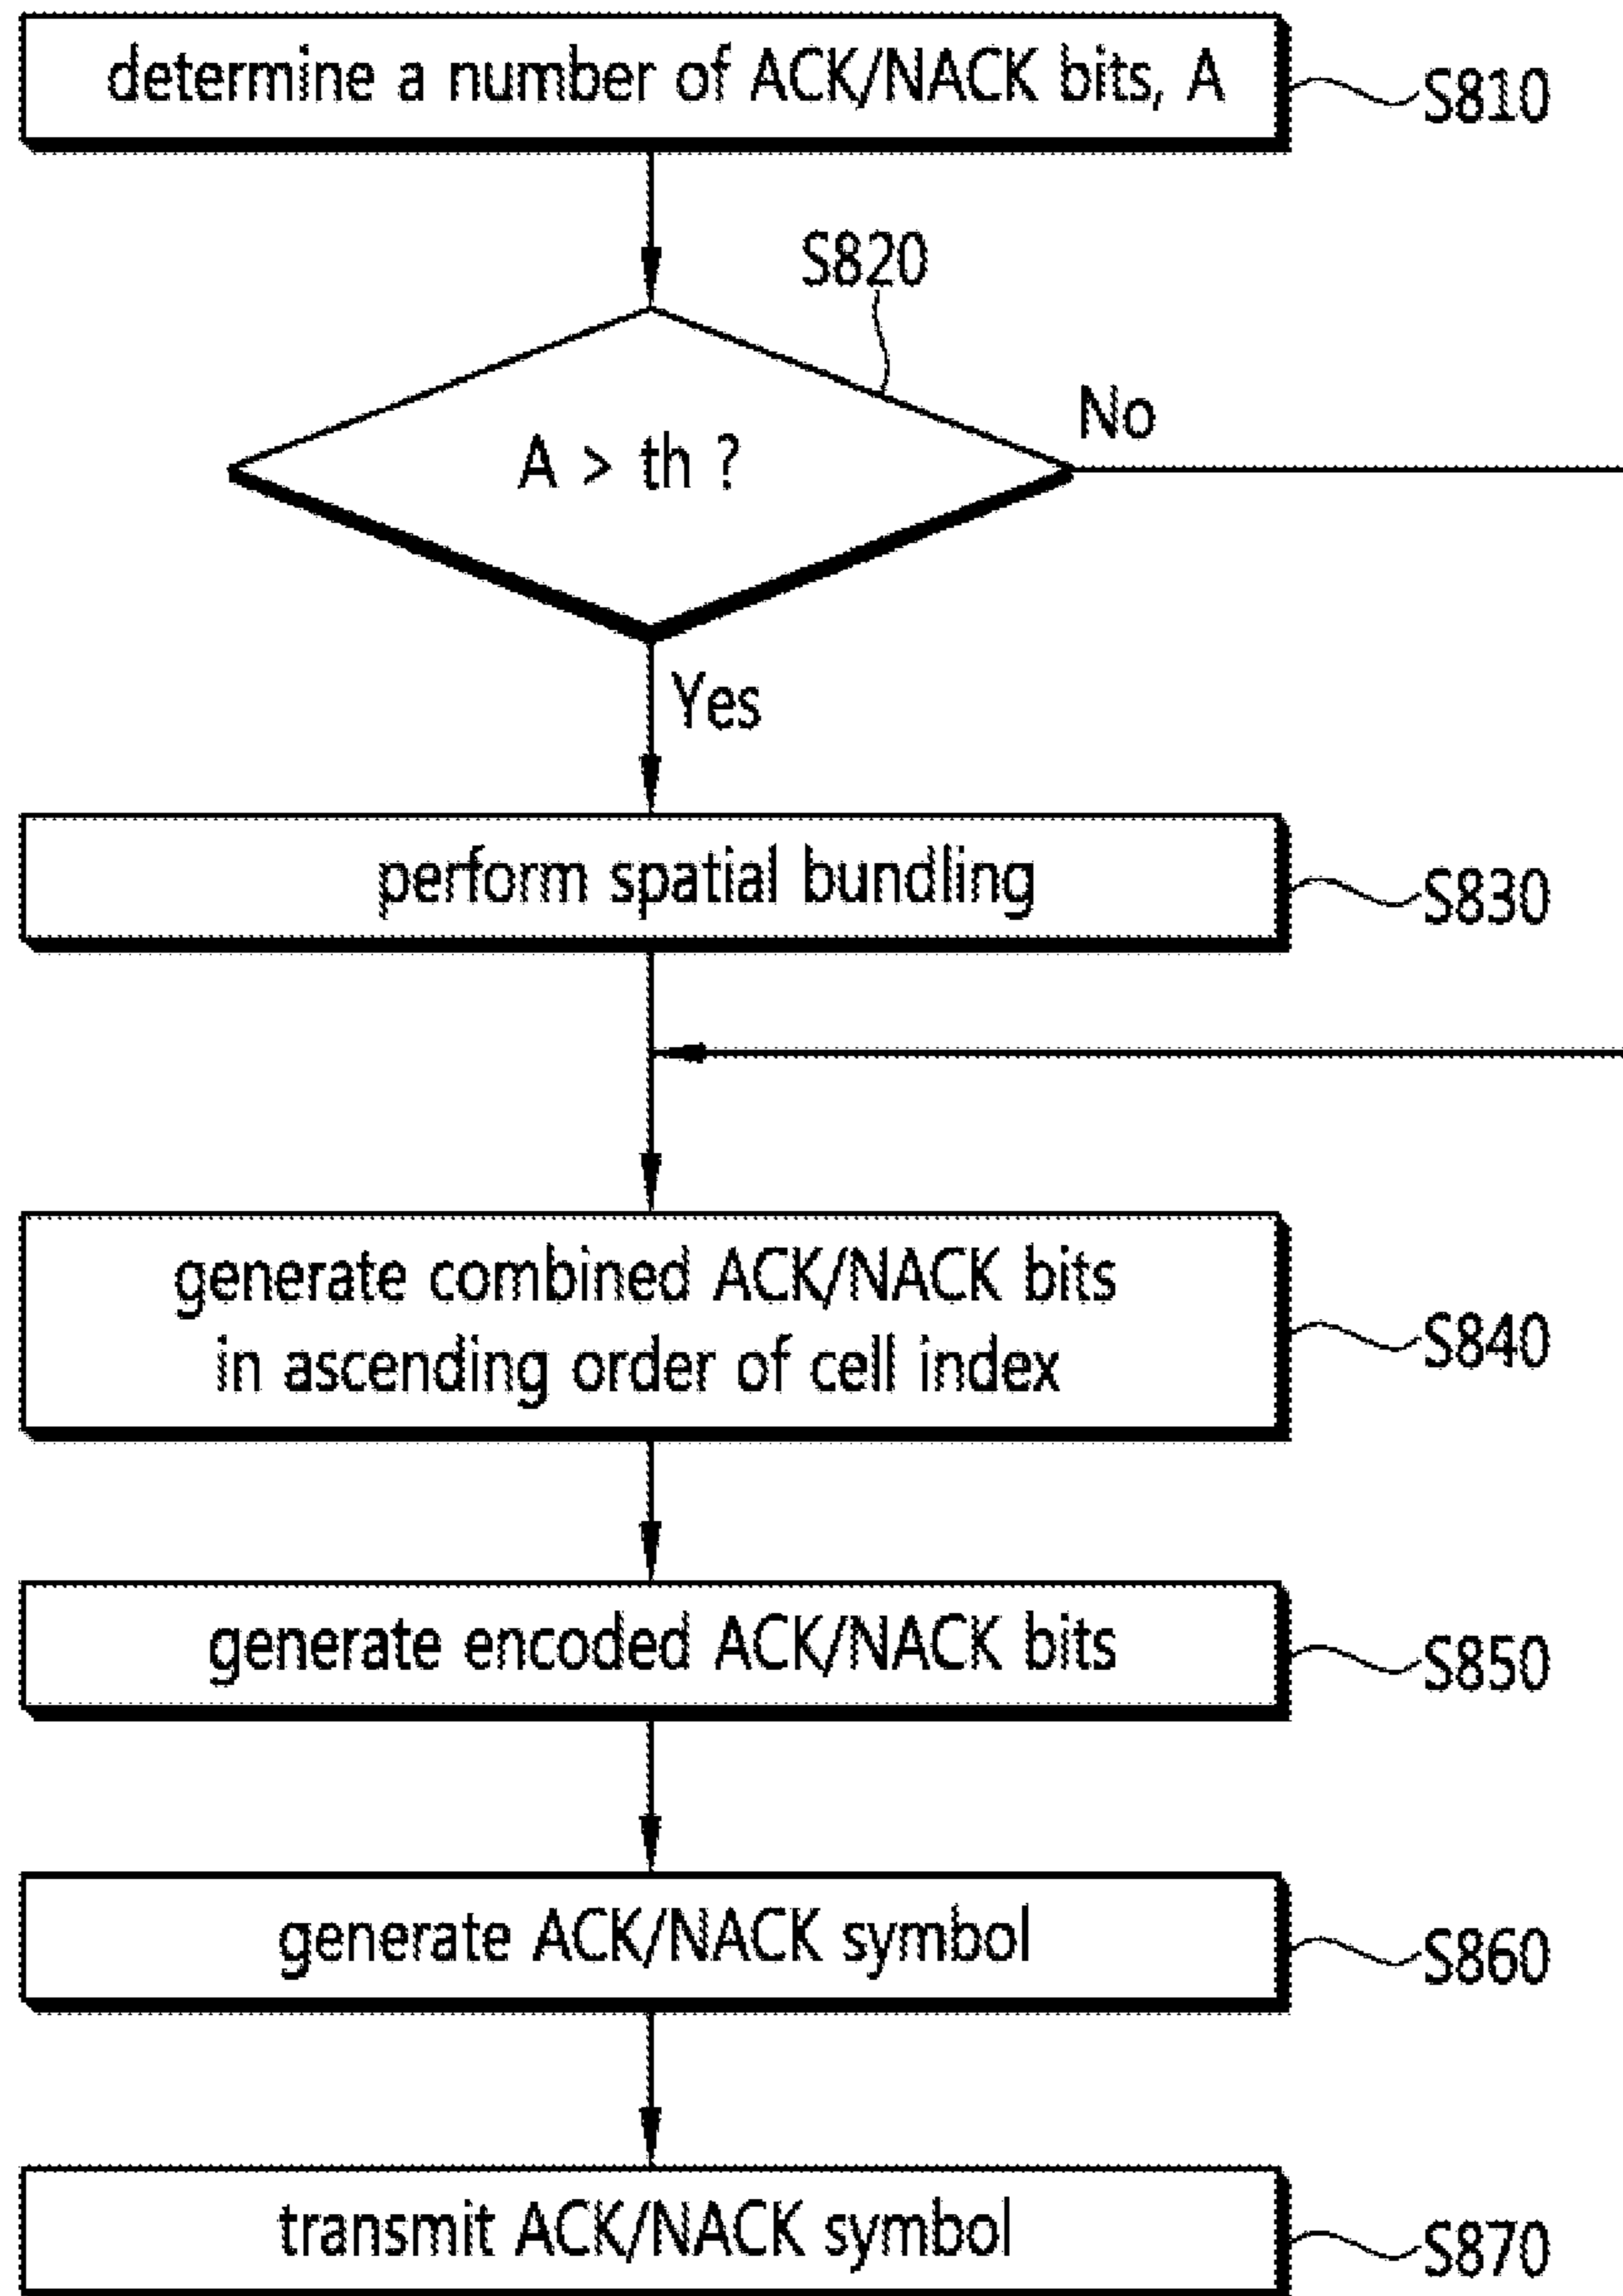 determine a number of ACK/NACK bits, A
S810
S820
A > th ?
No
Yes
perform spatial bundling
S830
generate combined ACK/NACK bits
in ascending order of cell index
S840
generate encoded ACK/NACK bits
S850
generate ACK/NACK symbol
S860
transmit ACK/NACK symbol
S870